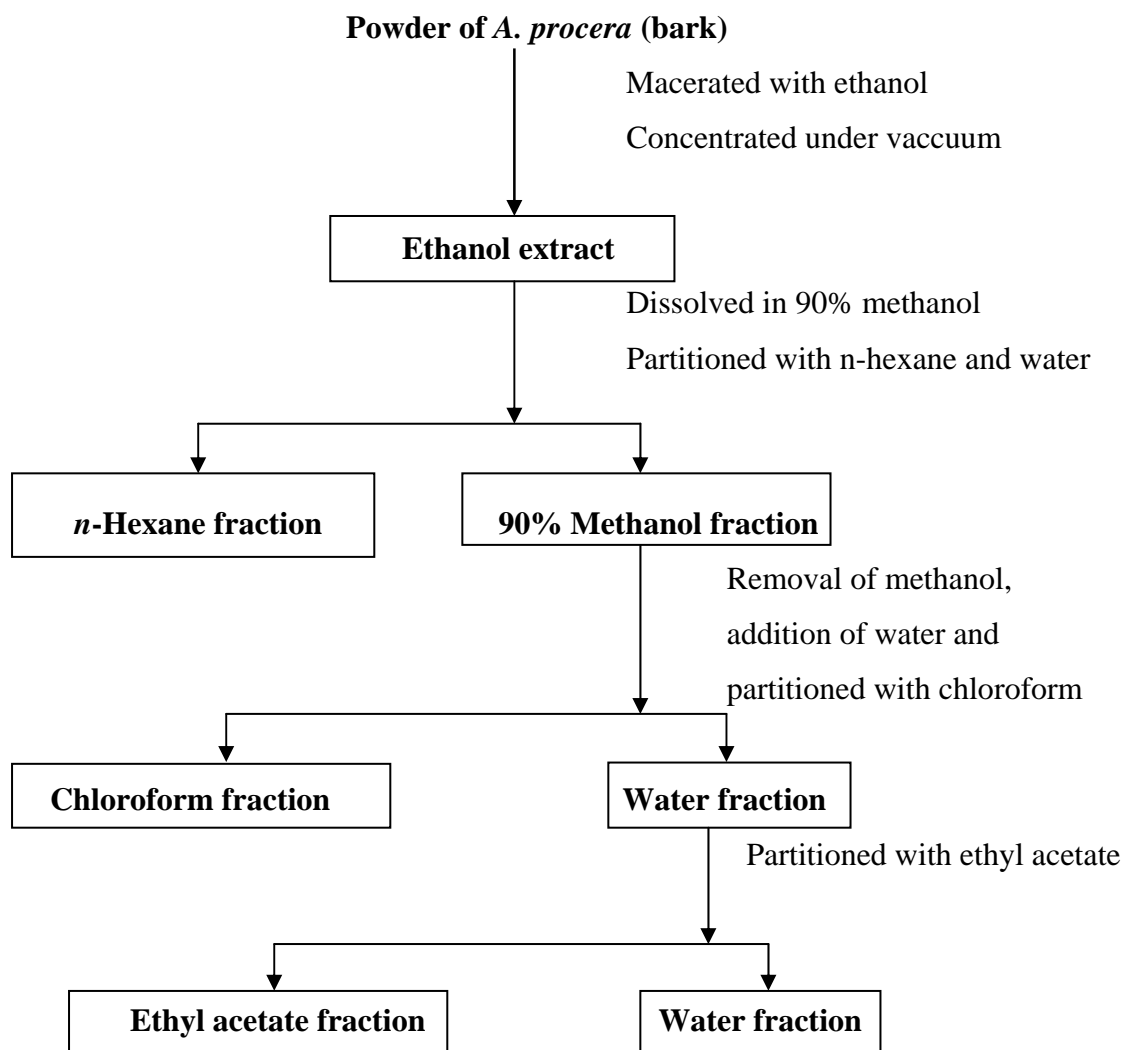 Powder of A. procera (bark)
Macerated with ethanol
Concentrated under vaccuum
Ethanol extract
Dissolved in 90% methanol
Partitioned with n-hexane and water
n-Hexane fraction
90% Methanol fraction
Removal of methanol,
addition of water and
partitioned with chloroform
Chloroform fraction
Water fraction
Partitioned with ethyl acetate
Ethyl acetate fraction
Water fraction